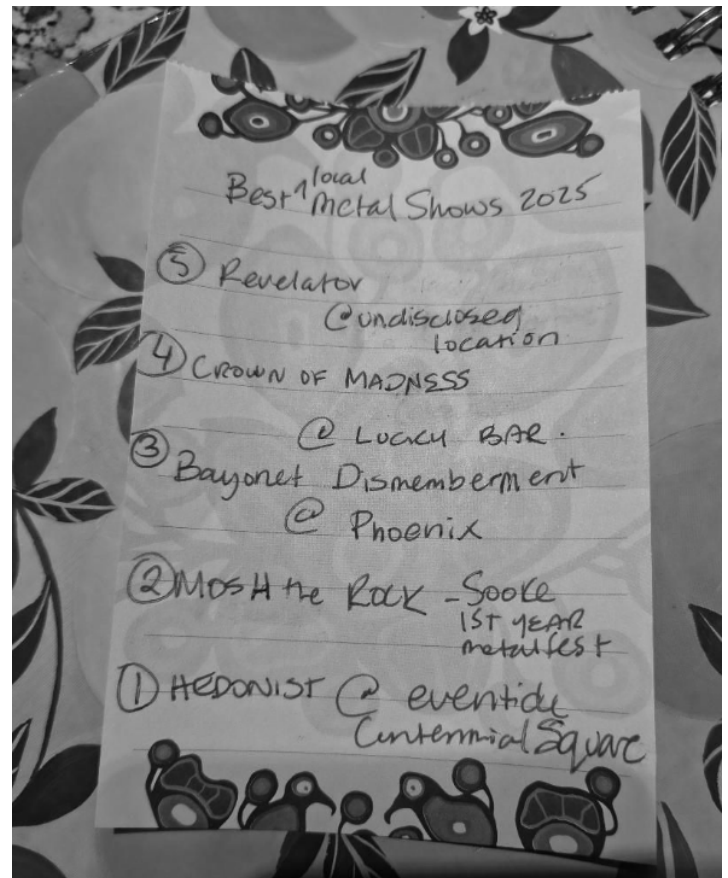 Best local Metal Shows 2025
⑤ Revelator
@undisclosed
location
④ CROWN OF MADNESS
@ LUCKY BAR.
③ Bayonet Dismemberment
@ Phoenix
② MOSH the ROCK - Sooke
1ST YEAR
metalfest
① HEDONIST @ eventide
Centennial Square